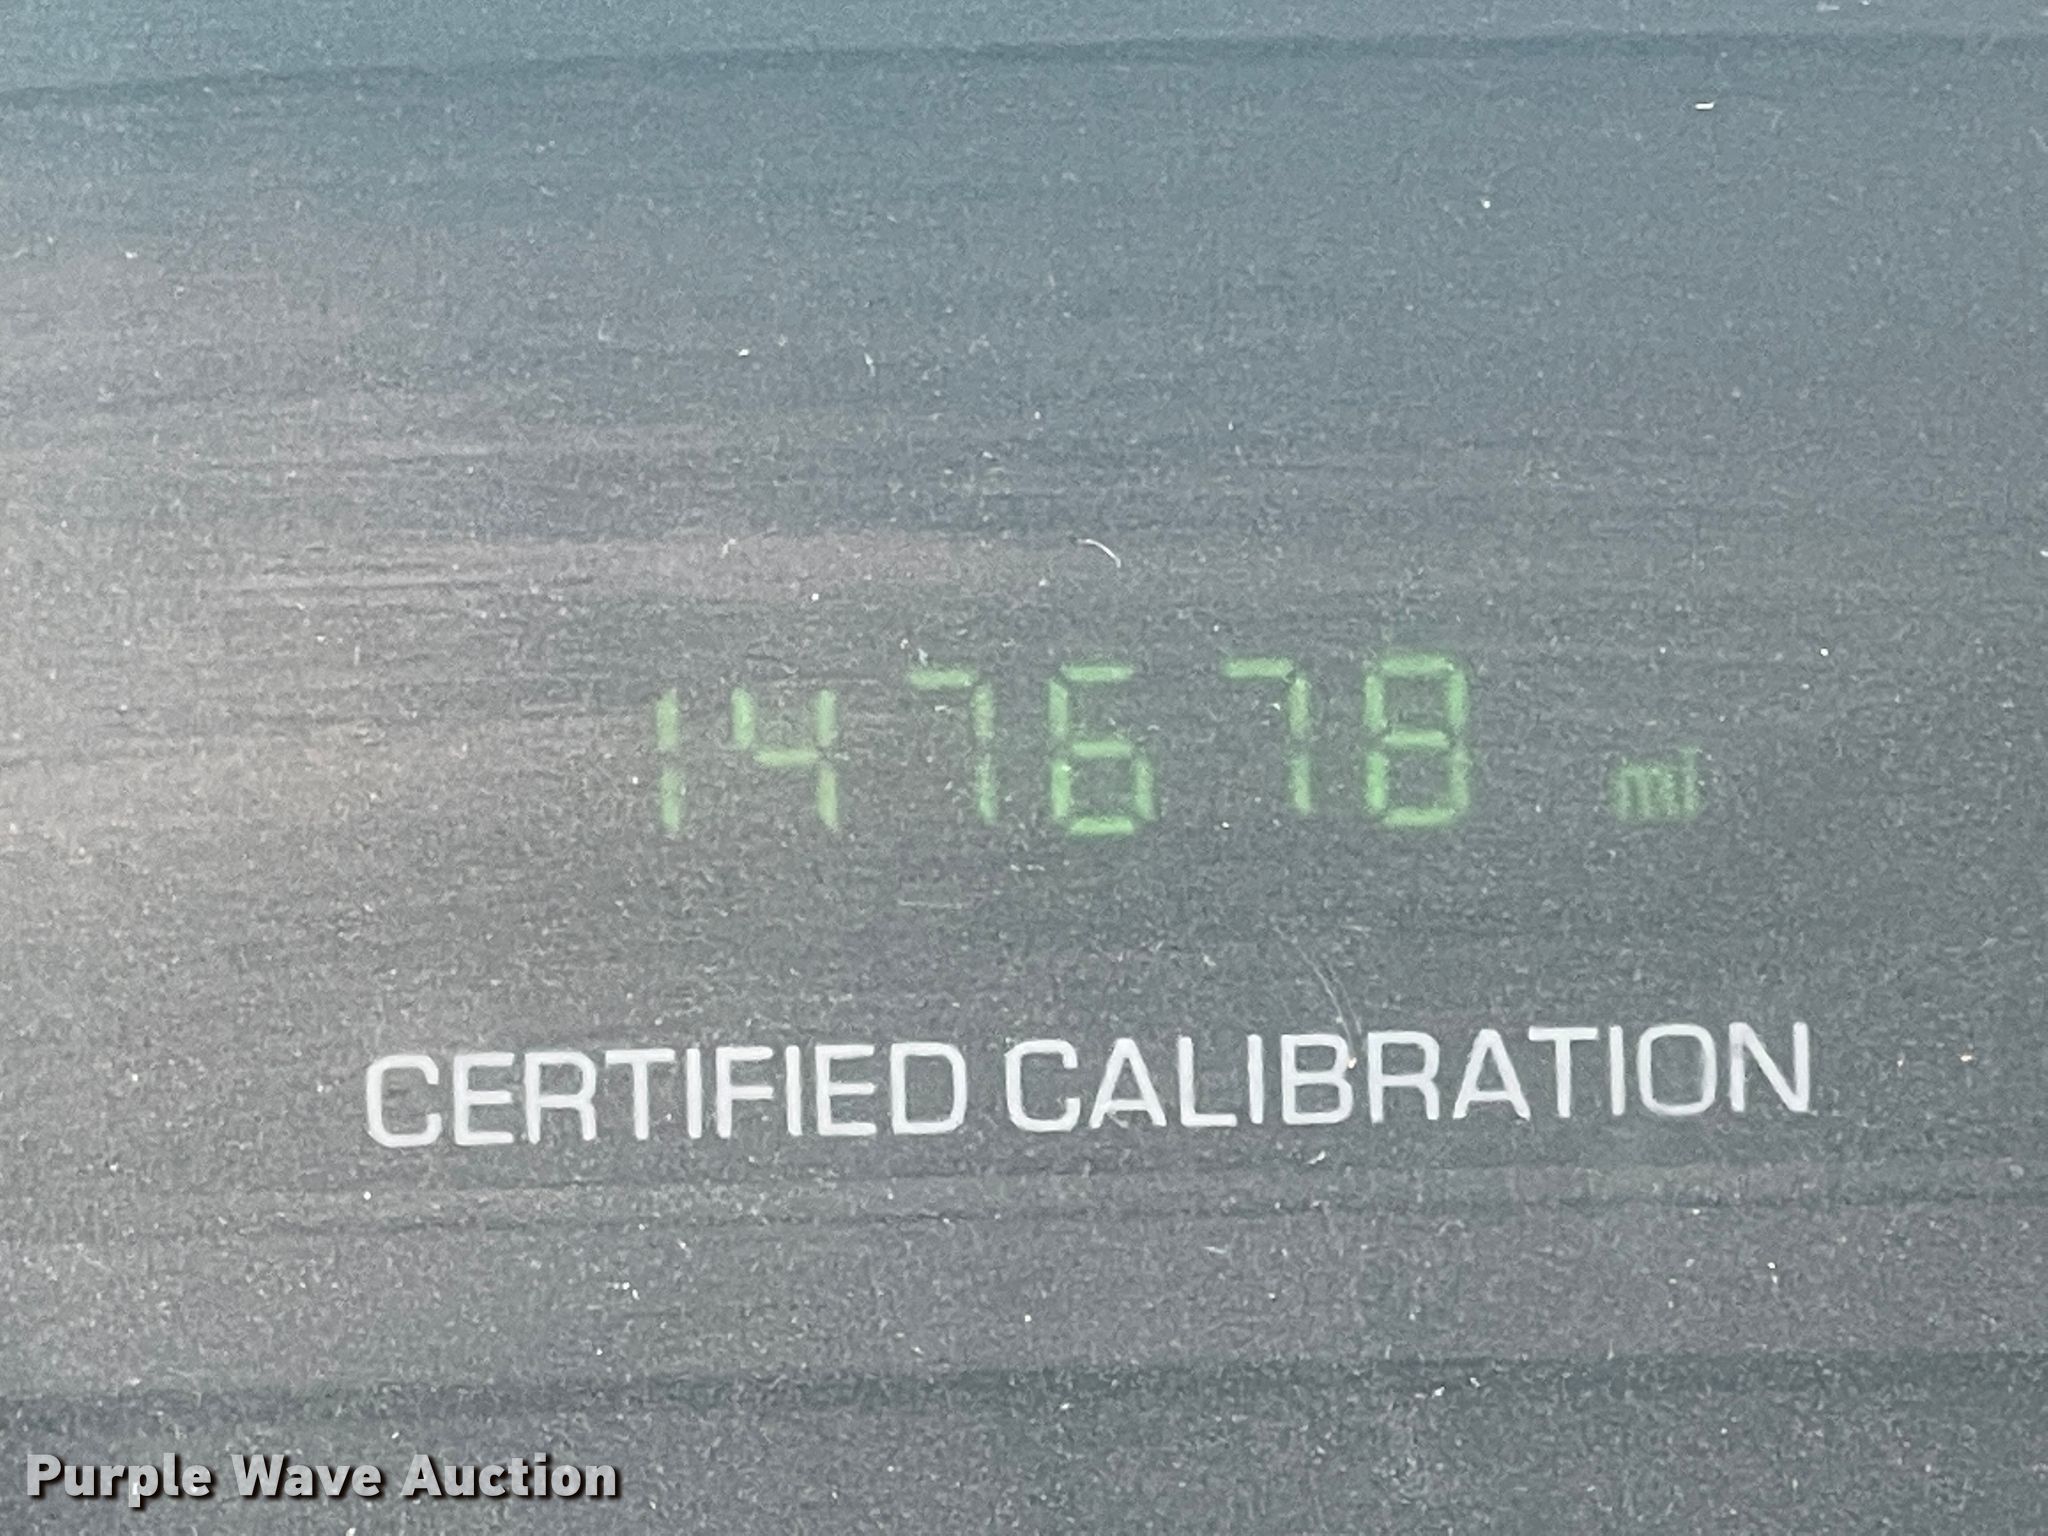 147678 mi
CERTIFIED CALIBRATION
Purple Wave Auction